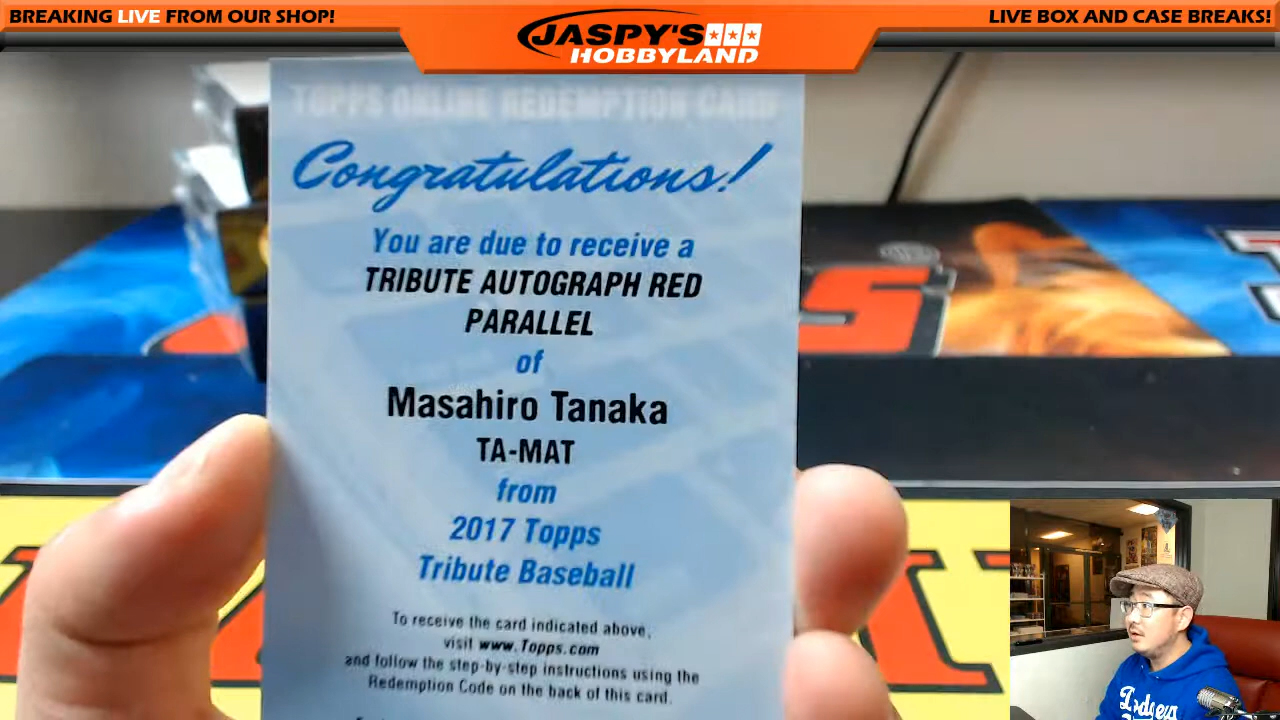 BREAKING LIVE FROM OUR SHOP!
JASPY'S
HOBBYLAND
LIVE BOX AND CASE BREAKS!
TOPPS ONLINE REDEMPTION CARD
Congratulations!
You are due to receive a
TRIBUTE AUTOGRAPH RED
PARALLEL
of
Masahiro Tanaka
TA-MAT
from
2017 Topps
Tribute Baseball
To receive the card indicated above,
visit www.Topps.com
and follow the step-by-step instructions using the
Redemption Code on the back of this card.
Dodgers